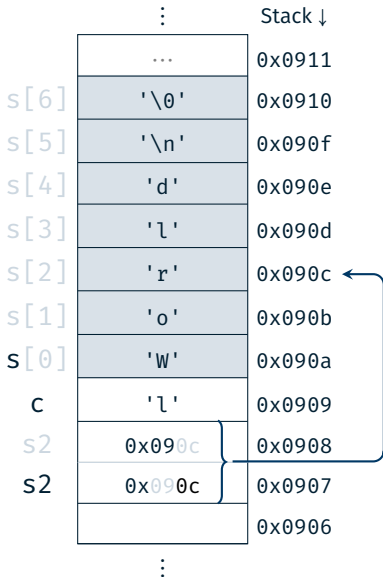 ⋮ Stack ↓
... 0x0911
s[6] '\0' 0x0910
s[5] '\n' 0x090f
s[4] 'd' 0x090e
s[3] 'l' 0x090d
s[2] 'r' 0x090c
s[1] 'o' 0x090b
s[0] 'W' 0x090a
c 'l' 0x0909
s2 0x090c 0x0908
s2 0x090c 0x0907
0x0906
⋮